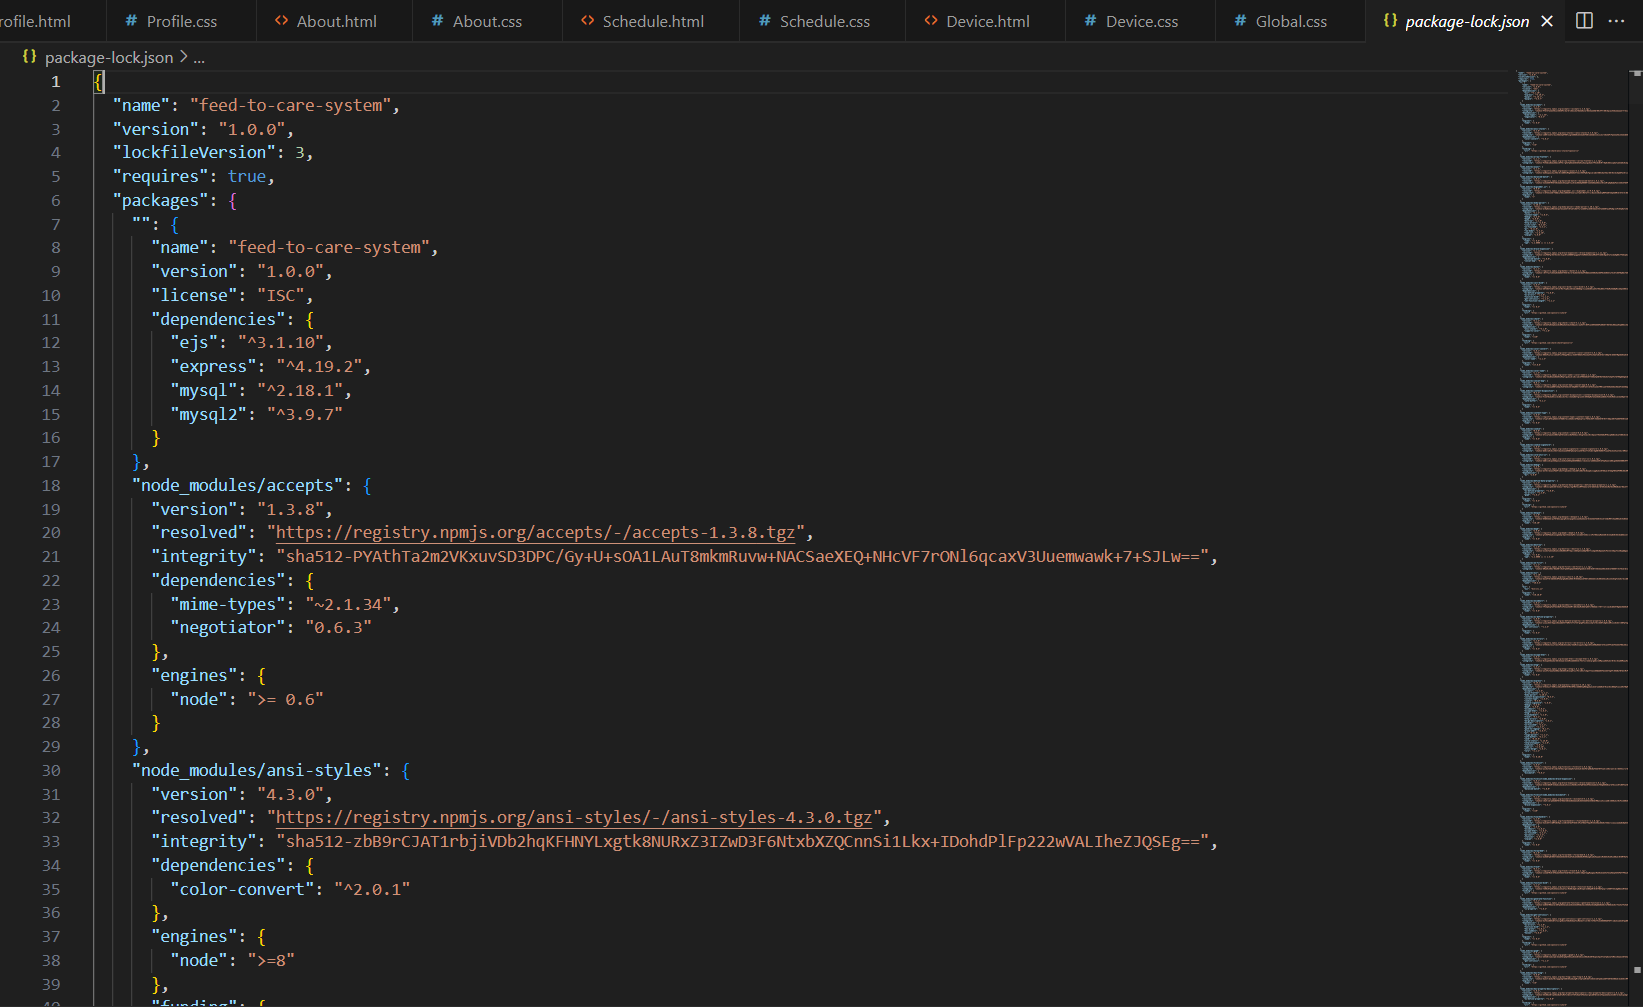 rofile.html # Profile.css <> About.html # About.css <> Schedule.html # Schedule.css <> Device.html # Device.css # Global.css {} package-lock.json
{} package-lock.json > ...
1 {
2 "name": "feed-to-care-system",
3 "version": "1.0.0",
4 "lockfileVersion": 3,
5 "requires": true,
6 "packages": {
7 "": {
8 "name": "feed-to-care-system",
9 "version": "1.0.0",
10 "license": "ISC",
11 "dependencies": {
12 "ejs": "^3.1.10",
13 "express": "^4.19.2",
14 "mysql": "^2.18.1",
15 "mysql2": "^3.9.7"
16 }
17 },
18 "node_modules/accepts": {
19 "version": "1.3.8",
20 "resolved": "https://registry.npmjs.org/accepts/-/accepts-1.3.8.tgz",
21 "integrity": "sha512-PYAthTa2m2VKxuvSD3DPC/Gy+U+sOA1LAuT8mkmRuvw+NACSaeXEQ+NHcVF7rONl6qcaxV3Uuemwawk+7+SJLw==",
22 "dependencies": {
23 "mime-types": "~2.1.34",
24 "negotiator": "0.6.3"
25 },
26 "engines": {
27 "node": ">= 0.6"
28 }
29 },
30 "node_modules/ansi-styles": {
31 "version": "4.3.0",
32 "resolved": "https://registry.npmjs.org/ansi-styles/-/ansi-styles-4.3.0.tgz",
33 "integrity": "sha512-zbB9rCJAT1rbjiVDb2hqKFHNYLxgtk8NURxZ3IZwD3F6NtxbXZQCnnSi1Lkx+IDohdPlFp222wVALIheZJQSEg==",
34 "dependencies": {
35 "color-convert": "^2.0.1"
36 },
37 "engines": {
38 "node": ">=8"
39 },
40 "funding": {